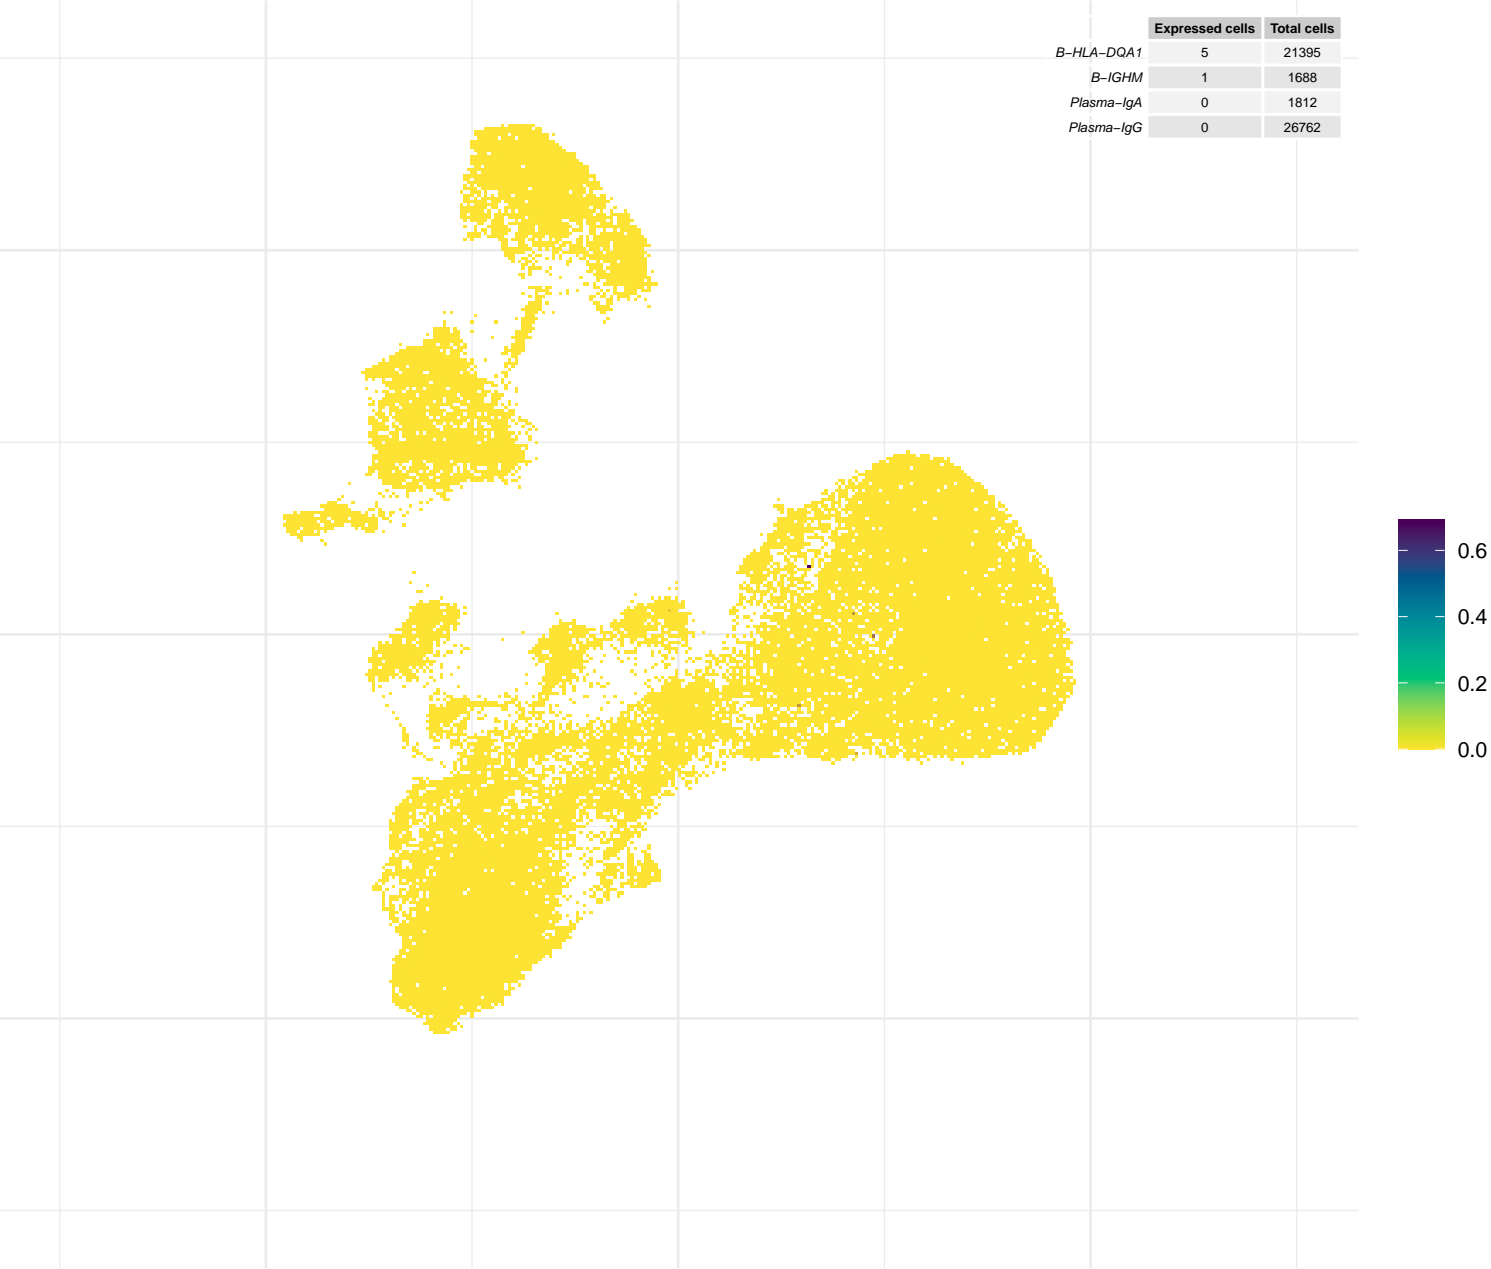 Expressed cells Total cells
B−HLA−DQA1 5 21395
B−IGHM 1 1688
Plasma−IgA 0 1812
Plasma−IgG 0 26762
0.6
0.4
0.2
0.0